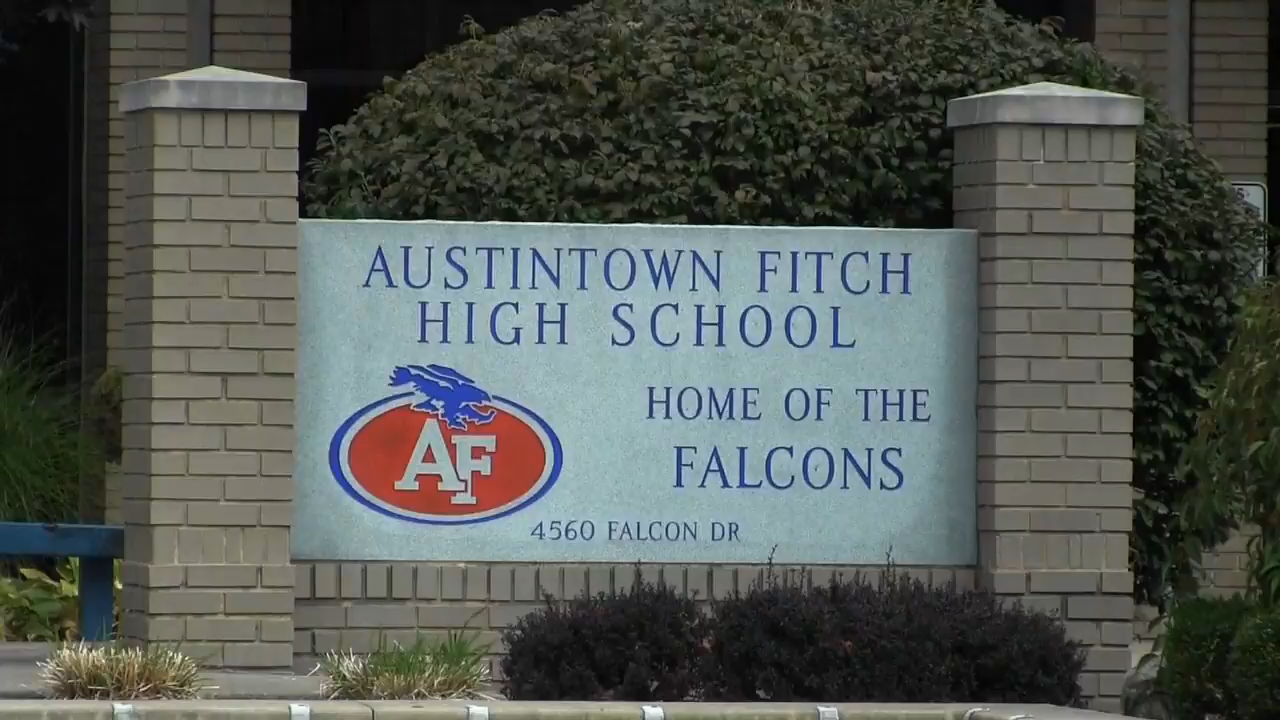 AUSTINTOWN FITCH
HIGH SCHOOL
HOME OF THE
FALCONS
AF
4560 FALCON DR